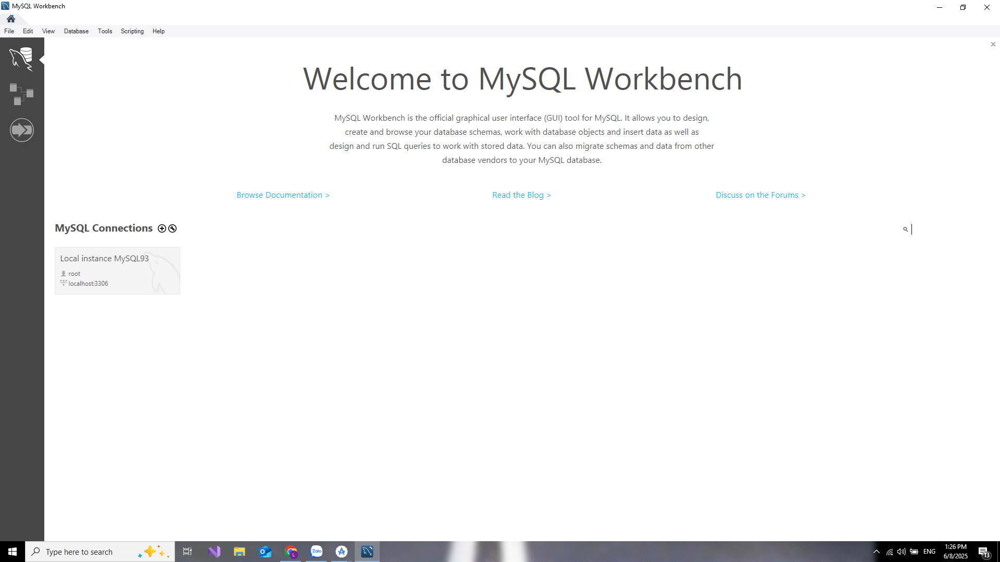 MySQL Workbench
File Edit View Database Tools Scripting Help
Welcome to MySQL Workbench
MySQL Workbench is the official graphical user interface (GUI) tool for MySQL. It allows you to design,
create and browse your database schemas, work with database objects and insert data as well as
design and run SQL queries to work with stored data. You can also migrate schemas and data from other
database vendors to your MySQL database.
Browse Documentation >
Read the Blog >
Discuss on the Forums >
MySQL Connections
Local instance MySQL93
root
localhost:3306
Type here to search
Zalo
L
ENG
1:26 PM
6/8/2025
13